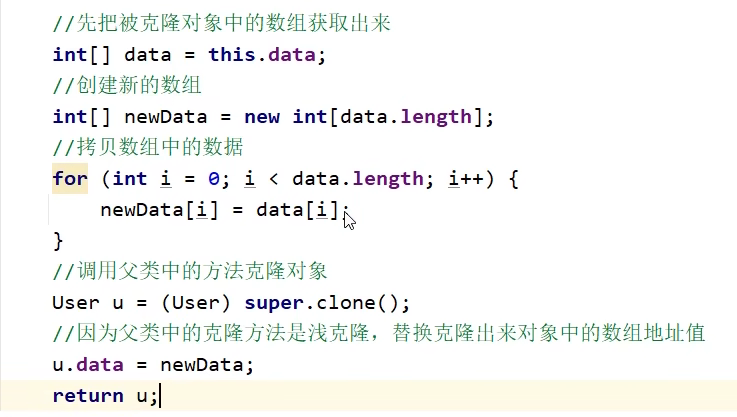 //先把被克隆对象中的数组获取出来
int[] data = this.data;
//创建新的数组
int[] newData = new int[data.length];
//拷贝数组中的数据
for (int i = 0; i < data.length; i++) {
    newData[i] = data[i];
}
//调用父类中的方法克隆对象
User u = (User) super.clone();
//因为父类中的克隆方法是浅克隆，替换克隆出来对象中的数组地址值
u.data = newData;
return u;